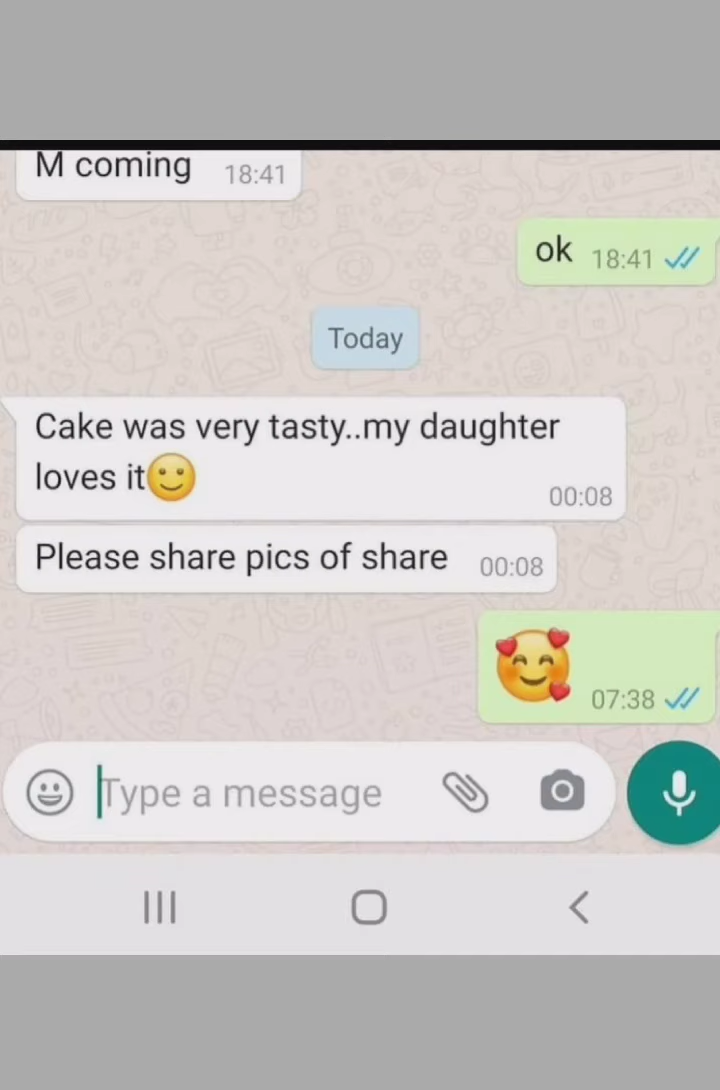 M coming 18:41
ok 18:41
Today
Cake was very tasty..my daughter
loves it🙂
00:08
Please share pics of share 00:08
🥰 07:38
Type a message